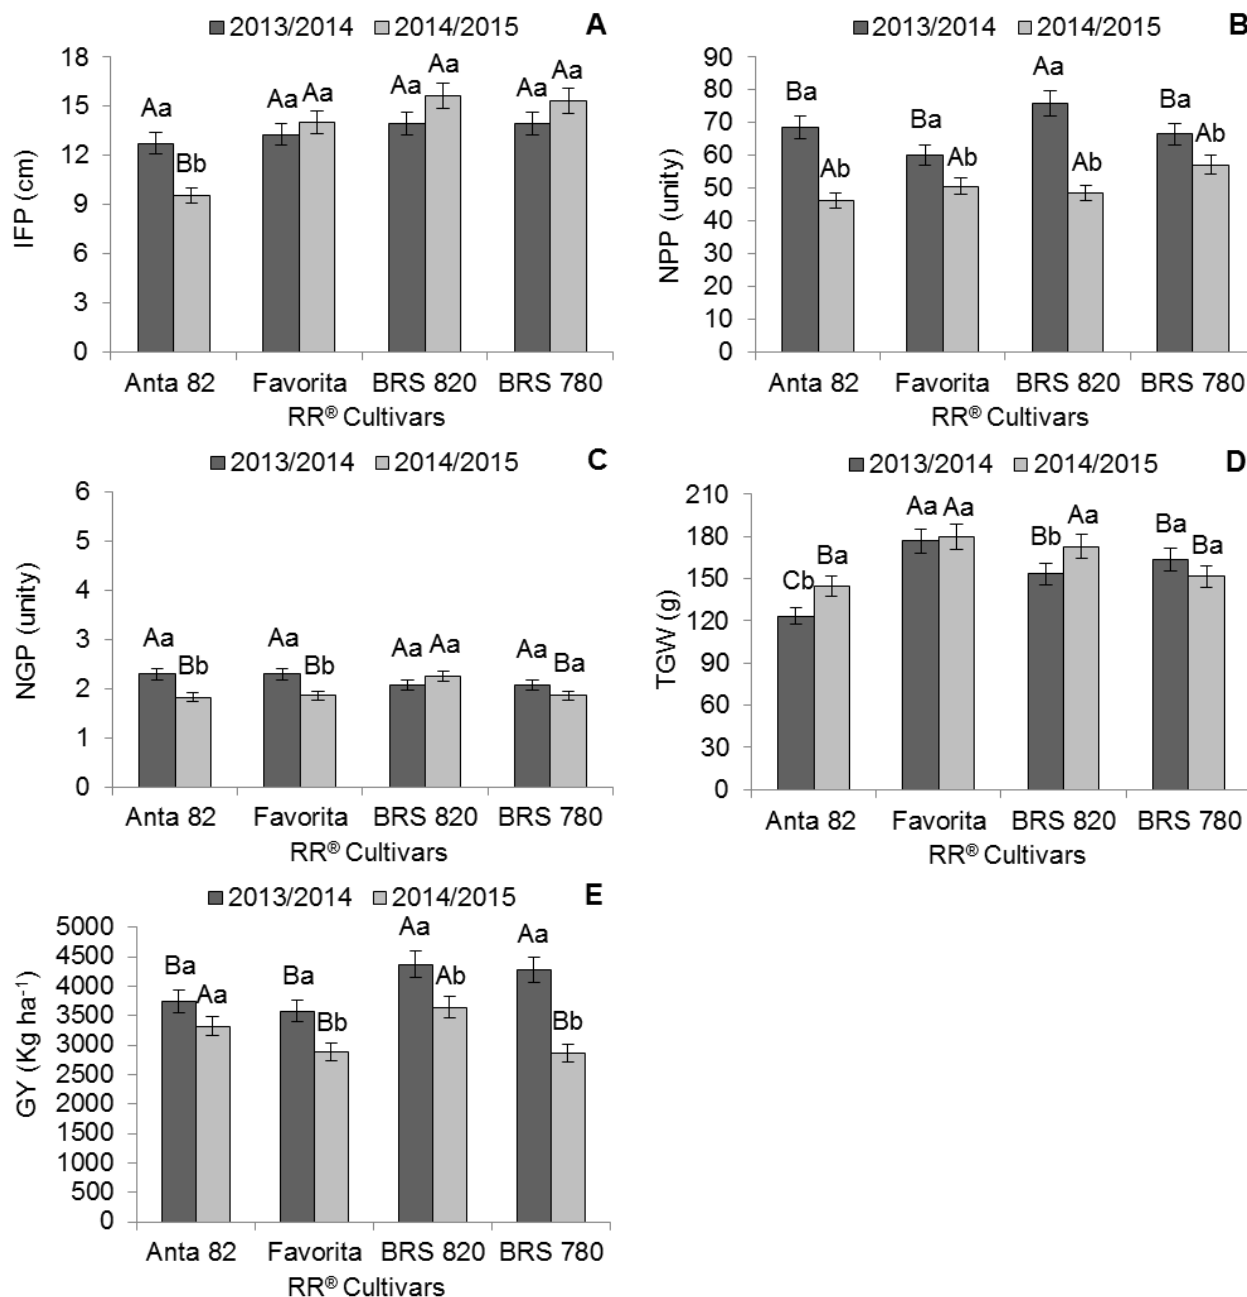 2013/2014 2014/2015 A
18
15
12
9
6
3
0
IFP (cm)
Aa Bb Aa Aa Aa Aa Aa Aa
Anta 82 Favorita BRS 820 BRS 780
RR® Cultivars
2013/2014 2014/2015 B
90
80
70
60
50
40
30
20
10
0
NPP (unity)
Ba Ab Ba Ab Aa Ab Ba Ab
Anta 82 Favorita BRS 820 BRS 780
RR® Cultivars
2013/2014 2014/2015 C
6
5
4
3
2
1
0
NGP (unity)
Aa Bb Aa Bb Aa Aa Aa Ba
Anta 82 Favorita BRS 820 BRS 780
RR® Cultivars
2013/2014 2014/2015 D
210
180
150
120
90
60
30
0
TGW (g)
Cb Ba Aa Aa Bb Aa Ba Ba
Anta 82 Favorita BRS 820 BRS 780
RR® Cultivars
2013/2014 2014/2015 E
5000
4500
4000
3500
3000
2500
2000
1500
1000
500
0
GY (Kg ha⁻¹)
Ba Aa Ba Bb Aa Ab Aa Bb
Anta 82 Favorita BRS 820 BRS 780
RR® Cultivars